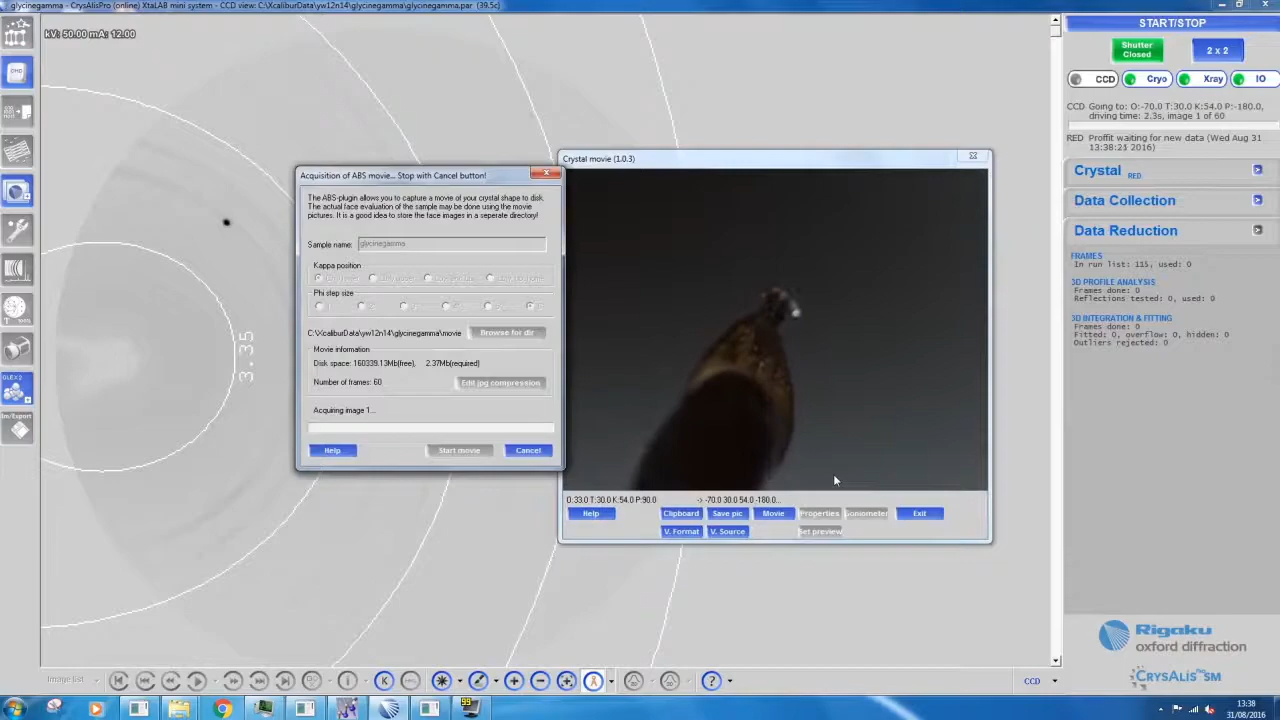 glycinegamma - CrysAlisPro (online) XtaLAB mini system - CCD view: C:\XcaliburData\yw12n14\glycinegamma\glycinegamma.par (39.5c)
kV: 50.00 mA: 12.00
3.35
Acquisition of ABS movie... Stop with Cancel button!
The ABS-plugin allows you to capture a movie of your crystal shape to disk.
The actual face evaluation of the sample may be done using the movie
pictures. It is a good idea to store the face images in a seperate directory!
Sample name: glycinegamma
Kappa position
Phi step size
C:\XcaliburData\yw12n14\glycinegamma\movie Browse for dir
Movie information
Disk space: 160339.13Mb(free), 2.37Mb(required)
Number of frames: 60 Edit jpg compression
Acquiring image 1...
Help Start movie Cancel
Crystal movie (1.0.3)
O:33.0 T:30.0 K:54.0 P:90.0 -> -70.0 30.0 54.0 -180.0...
Help Clipboard Save pic Movie Properties Goniometer Exit
V. Format V. Source Set preview
START/STOP
Shutter
Closed
2 x 2
CCD Cryo Xray IO
CCD Going to: O:-70.0 T:30.0 K:54.0 P:-180.0,
driving time: 2.3s, image 1 of 60
RED Proffit waiting for new data (Wed Aug 31
13:38:23 2016)
Crystal RED
Data Collection
Data Reduction
FRAMES
In run list: 115, used: 0
3D PROFILE ANALYSIS
Frames done: 0
Reflections tested: 0, used: 0
3D INTEGRATION & FITTING
Frames done: 0
Fitted: 0, overflow: 0, hidden: 0
Outliers rejected: 0
Rigaku
oxford diffraction
CRYSALIS PRO SM
Im/Export
Image list
K
CCD
13:38
31/08/2016